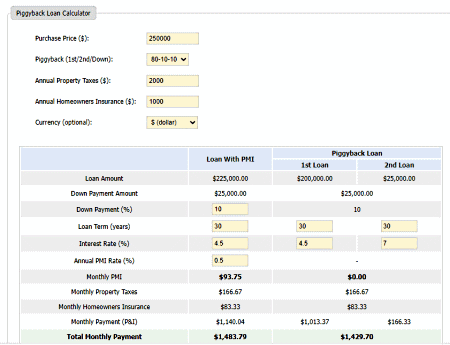 Piggyback Loan Calculator
Purchase Price ($): 250000
Piggyback (1st/2nd/Down): 80-10-10
Annual Property Taxes ($): 2000
Annual Homeowners Insurance ($): 1000
Currency (optional): $ (dollar)
Loan With PMI Piggyback Loan
1st Loan 2nd Loan
Loan Amount $225,000.00 $200,000.00 $25,000.00
Down Payment Amount $25,000.00 $25,000.00
Down Payment (%) 10 10
Loan Term (years) 30 30 30
Interest Rate (%) 4.5 4.5 7
Annual PMI Rate (%) 0.5 -
Monthly PMI $93.75 $0.00
Monthly Property Taxes $166.67 $166.67
Monthly Homeowners Insurance $83.33 $83.33
Monthly Payment (P&I) $1,140.04 $1,013.37 $166.33
Total Monthly Payment $1,483.79 $1,429.70